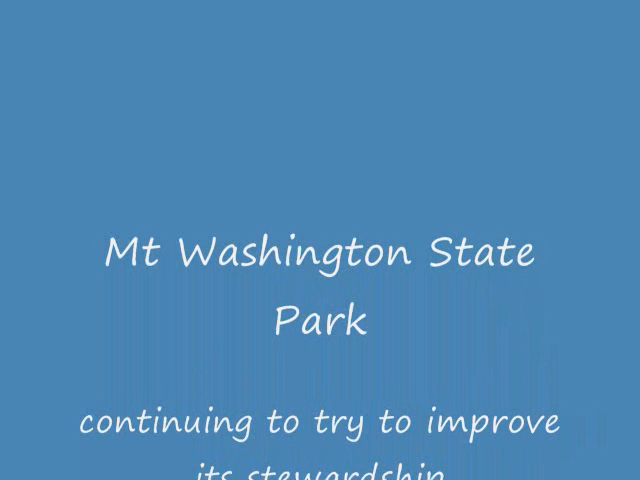 Mt Washington State
Park
continuing to try to improve
its stewardship